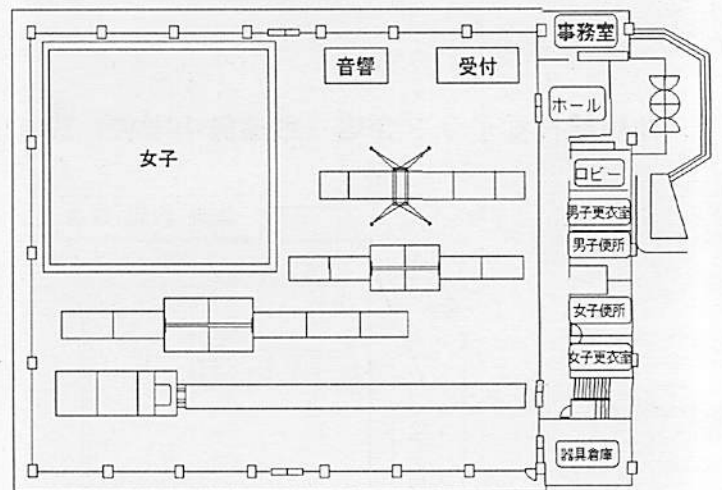 事務室
音響
受付
ホール
女子
ロビー
男子更衣室
男子便所
女子便所
女子更衣室
器具倉庫